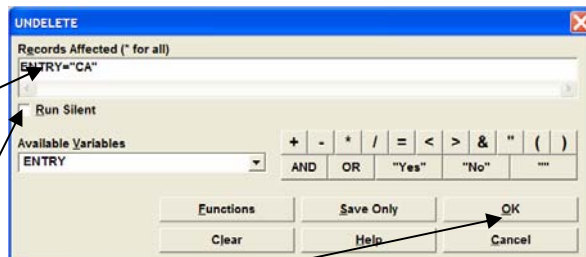 UNDELETE
Records Affected (* for all)
ENTRY="CA"
Run Silent
Available Variables
ENTRY
+ - * / = < > & " ( )
AND OR "Yes" "No" ""
Functions Save Only OK
Clear Help Cancel